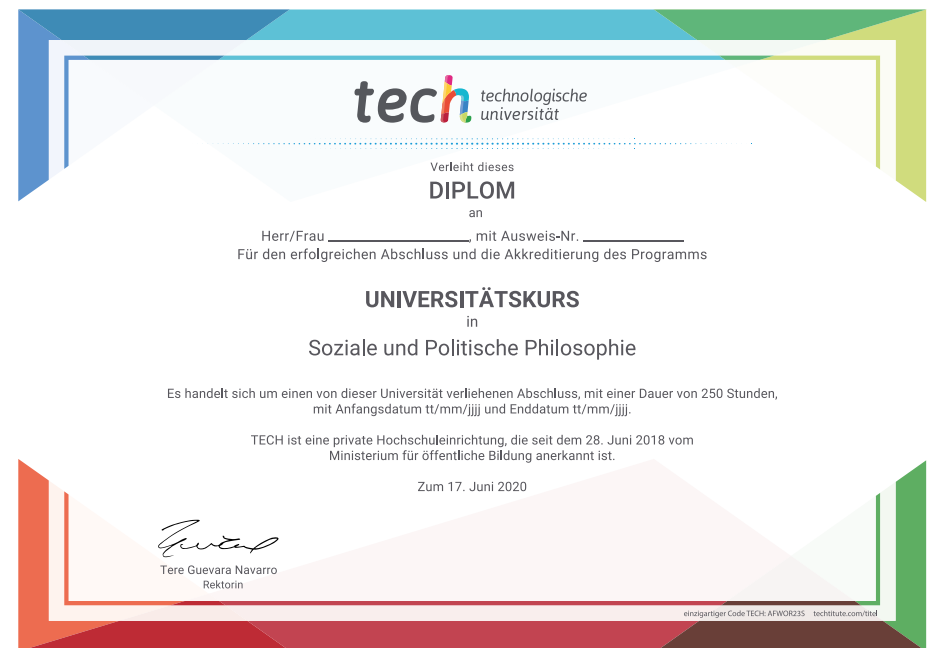 tech technologische
universität
Verleiht dieses
DIPLOM
an
Herr/Frau ____________________, mit Ausweis-Nr. ______________
Für den erfolgreichen Abschluss und die Akkreditierung des Programms
UNIVERSITÄTSKURS
in
Soziale und Politische Philosophie
Es handelt sich um einen von dieser Universität verliehenen Abschluss, mit einer Dauer von 250 Stunden,
mit Anfangsdatum tt/mm/jjjj und Enddatum tt/mm/jjjj.
TECH ist eine private Hochschuleinrichtung, die seit dem 28. Juni 2018 vom
Ministerium für öffentliche Bildung anerkannt ist.
Zum 17. Juni 2020
Tere Guevara Navarro
Rektorin
einzigartiger Code TECH: AFWOR23S techtitute.com/titel